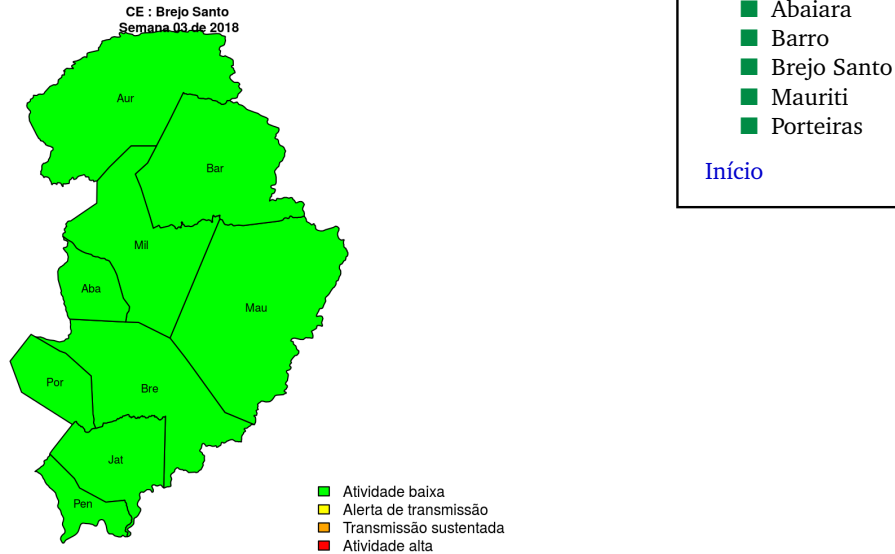 CE : Brejo Santo
Semana 03 de 2018
Aur
Bar
Mil
Aba
Mau
Por
Bre
Jat
Pen
Atividade baixa
Alerta de transmissão
Transmissão sustentada
Atividade alta
Abaiara
Barro
Brejo Santo
Mauriti
Porteiras
Início